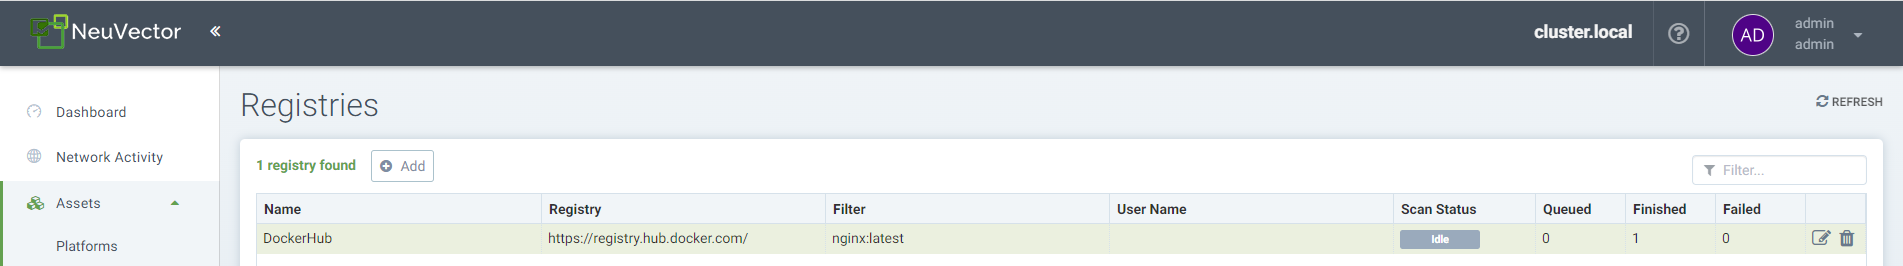 NeuVector «
cluster.local
AD
admin
admin
Dashboard
Network Activity
Assets
Platforms
Registries
REFRESH
1 registry found
Add
Filter...
Name Registry Filter User Name Scan Status Queued Finished Failed
DockerHub https://registry.hub.docker.com/ nginx:latest Idle 0 1 0